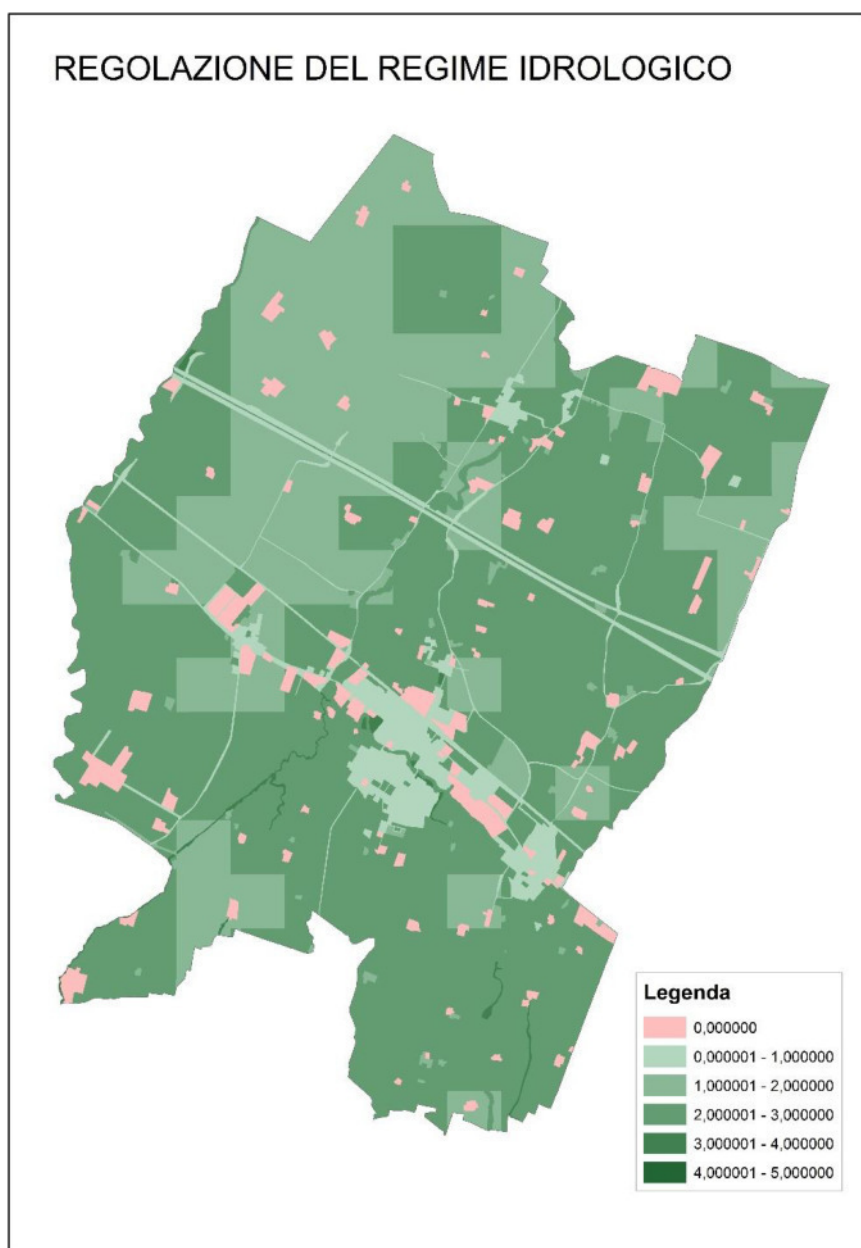 REGOLAZIONE DEL REGIME IDROLOGICO
Legenda
0,000000
0,000001 - 1,000000
1,000001 - 2,000000
2,000001 - 3,000000
3,000001 - 4,000000
4,000001 - 5,000000